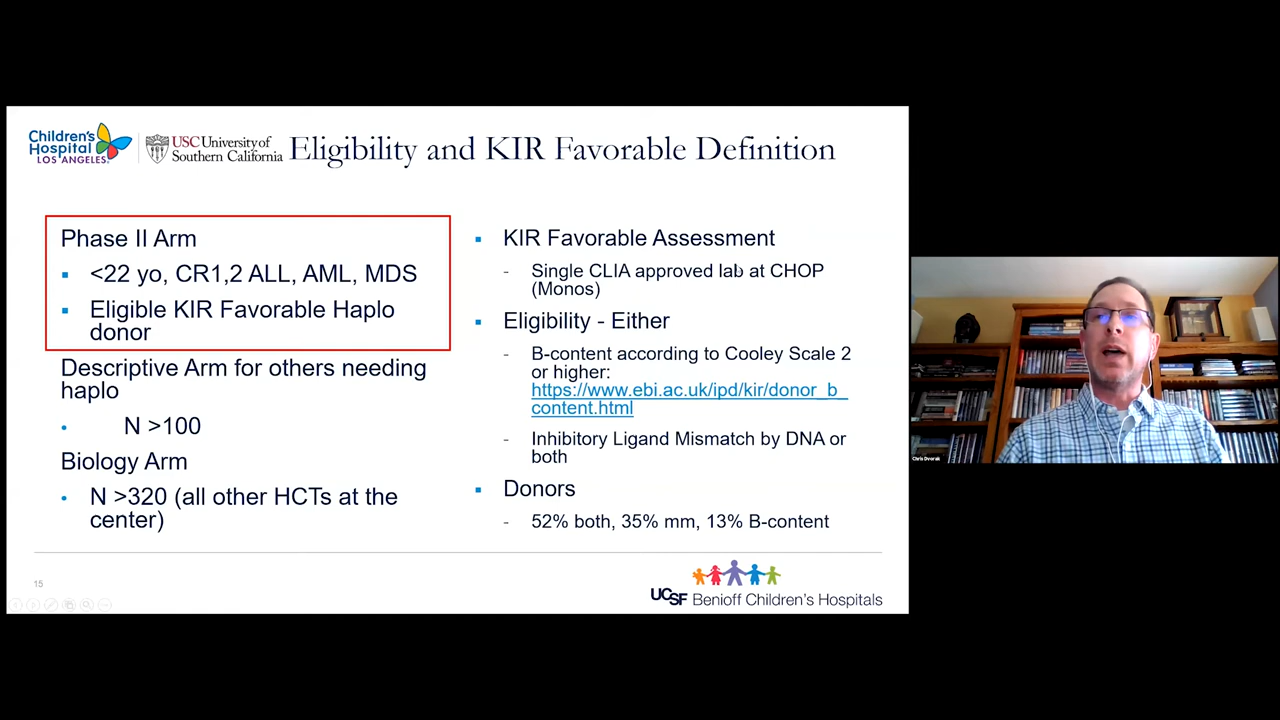 Children's
Hospital
LOS ANGELES
USC University of
Southern California
Eligibility and KIR Favorable Definition
Phase II Arm
▪ <22 yo, CR1,2 ALL, AML, MDS
▪ Eligible KIR Favorable Haplo
donor
Descriptive Arm for others needing
haplo
• N >100
Biology Arm
• N >320 (all other HCTs at the
center)
▪ KIR Favorable Assessment
- Single CLIA approved lab at CHOP
(Monos)
▪ Eligibility - Either
- B-content according to Cooley Scale 2
or higher:
https://www.ebi.ac.uk/ipd/kir/donor_b_
content.html
- Inhibitory Ligand Mismatch by DNA or
both
▪ Donors
- 52% both, 35% mm, 13% B-content
15
UCSF Benioff Children's Hospitals
Chris Dvorak